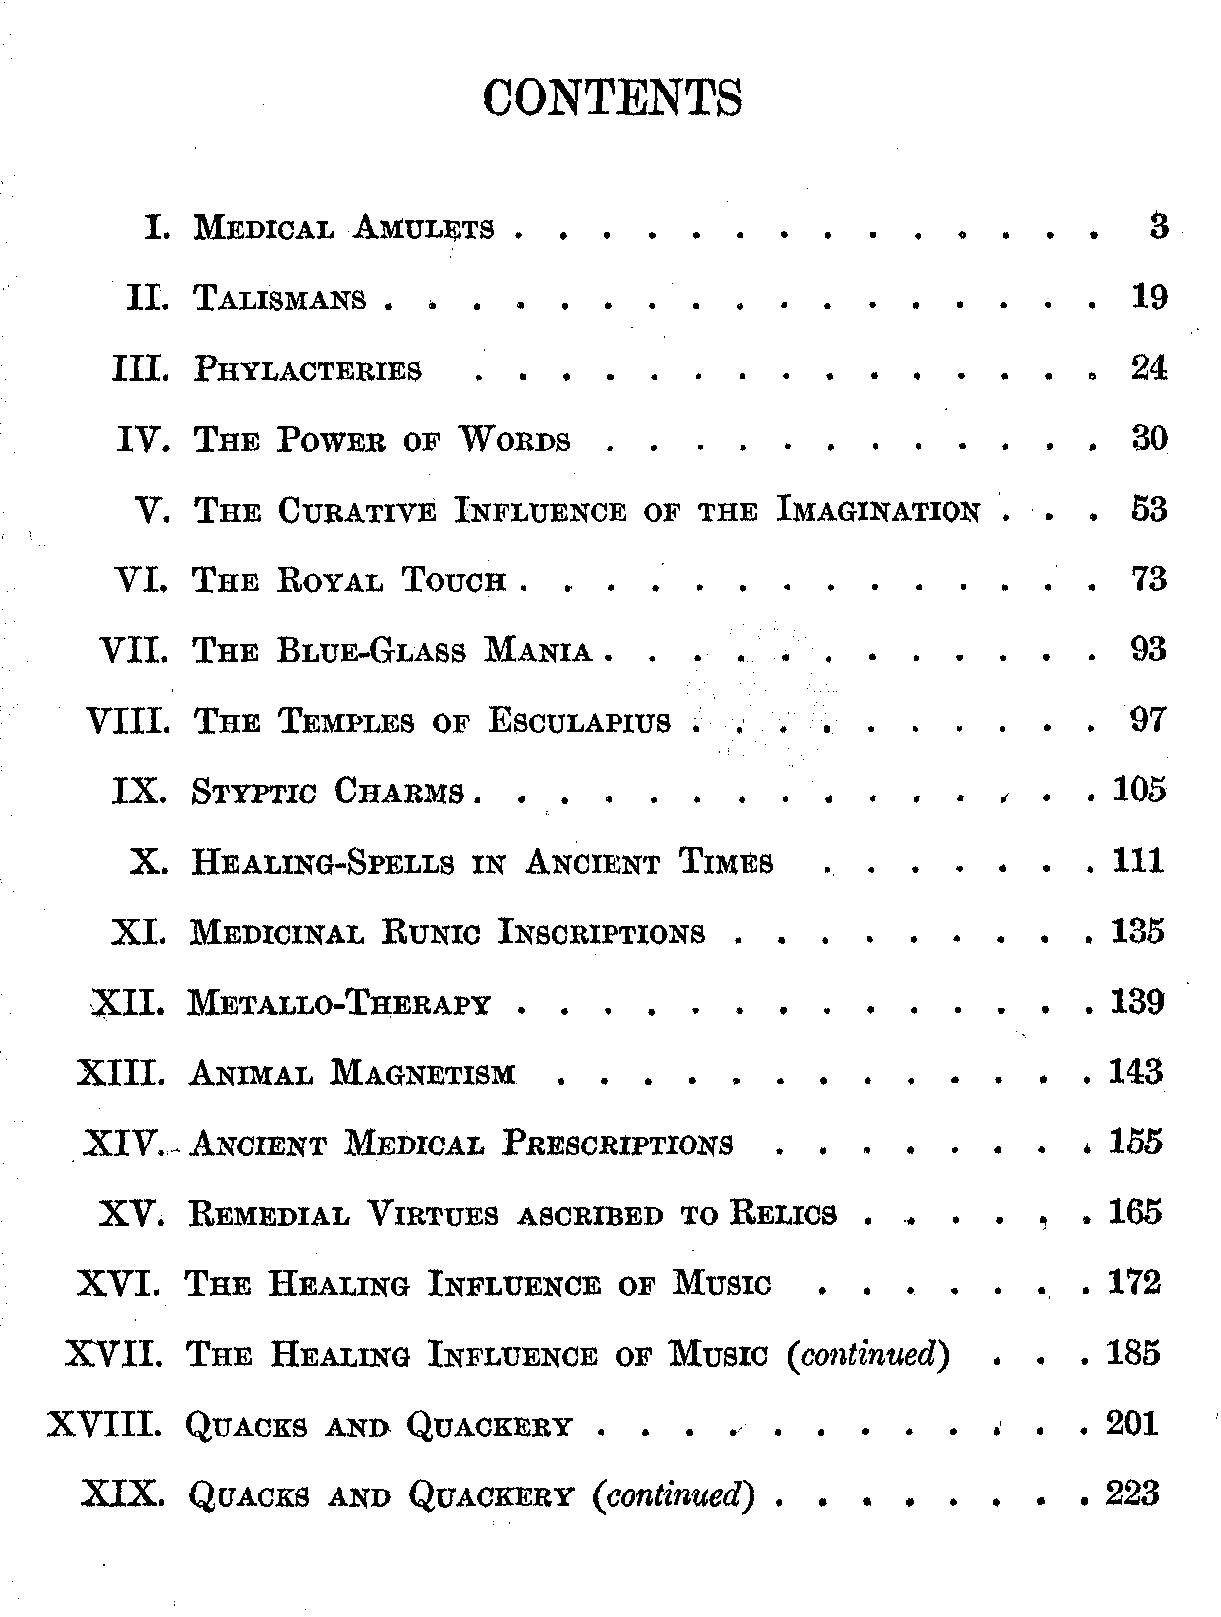 CONTENTS
I. MEDICAL AMULETS . . . . . . . . . . . . . . 3
II. TALISMANS . . . . . . . . . . . . . . . . . 19
III. PHYLACTERIES . . . . . . . . . . . . . . . 24
IV. THE POWER OF WORDS . . . . . . . . . . . . 30
V. THE CURATIVE INFLUENCE OF THE IMAGINATION . . . 53
VI. THE ROYAL TOUCH . . . . . . . . . . . . . . 73
VII. THE BLUE-GLASS MANIA . . . . . . . . . . . . 93
VIII. THE TEMPLES OF ESCULAPIUS . . . . . . . . . . 97
IX. STYPTIC CHARMS . . . . . . . . . . . . . . . 105
X. HEALING-SPELLS IN ANCIENT TIMES . . . . . . . 111
XI. MEDICINAL RUNIC INSCRIPTIONS . . . . . . . . . 135
XII. METALLO-THERAPY . . . . . . . . . . . . . . 139
XIII. ANIMAL MAGNETISM . . . . . . . . . . . . . 143
XIV. ANCIENT MEDICAL PRESCRIPTIONS . . . . . . . . 155
XV. REMEDIAL VIRTUES ASCRIBED TO RELICS . . . . . . 165
XVI. THE HEALING INFLUENCE OF MUSIC . . . . . . . 172
XVII. THE HEALING INFLUENCE OF MUSIC (continued) . . . 185
XVIII. QUACKS AND QUACKERY . . . . . . . . . . . . 201
XIX. QUACKS AND QUACKERY (continued) . . . . . . . . 223